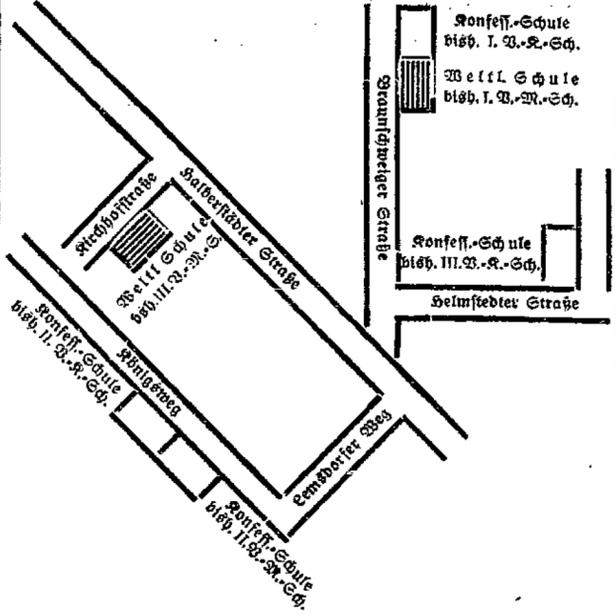 Konfess.-Schule
bish. I. V.-K.-Sch.
Weltl. Schule
bish. I. V.-M.-Sch.
Braunschweiger Straße
Kirchhofstraße
Halberstädter Straße
Weltl Schule
bish. III. V.-M.-S.
Konfess.-Schule
bish. III. V.-K.-Sch.
Helmstedter Straße
Konfess.-Schule
bish. II. V.-K.-Sch.
Königsweg
Lemsdorfer Weg
Konfess.-Schule
bish. II. V.-M.-Sch.